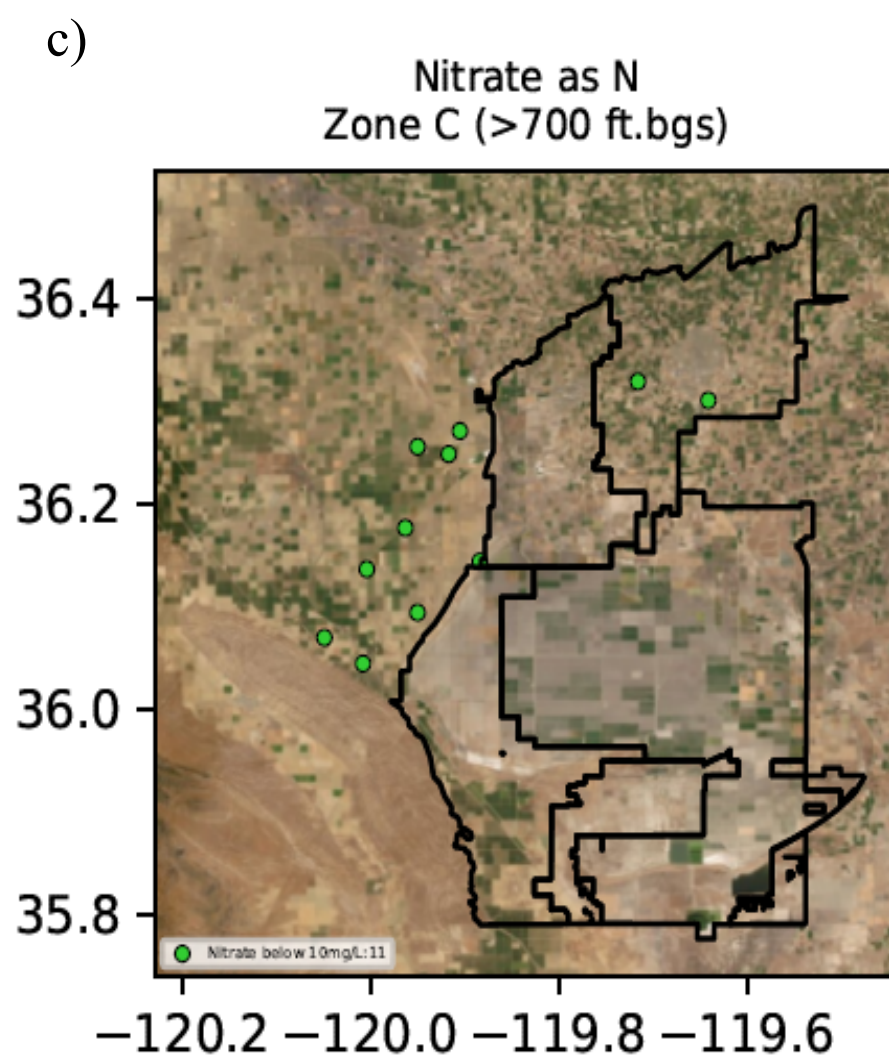 c)
Nitrate as N
Zone C (>700 ft.bgs)
36.4
36.2
36.0
35.8
Nitrate below 10mg/L:11
−120.2 −120.0 −119.8 −119.6